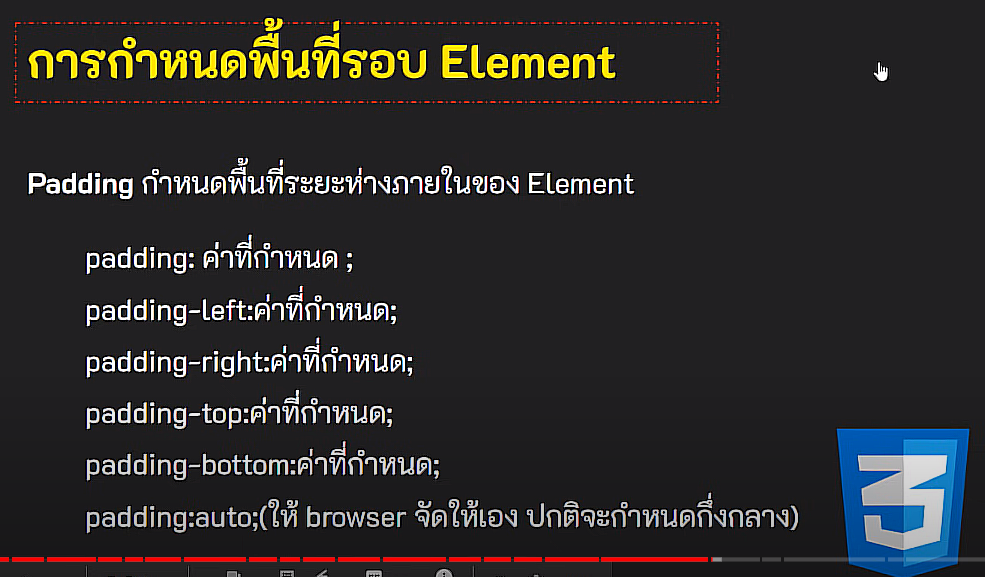 การกำหนดพื้นที่รอบ Element
Padding กำหนดพื้นที่ระยะห่างภายในของ Element
padding: ค่าที่กำหนด ;
padding-left:ค่าที่กำหนด;
padding-right:ค่าที่กำหนด;
padding-top:ค่าที่กำหนด;
padding-bottom:ค่าที่กำหนด;
padding:auto;(ให้ browser จัดให้เอง ปกติจะกำหนดกึ่งกลาง)
3